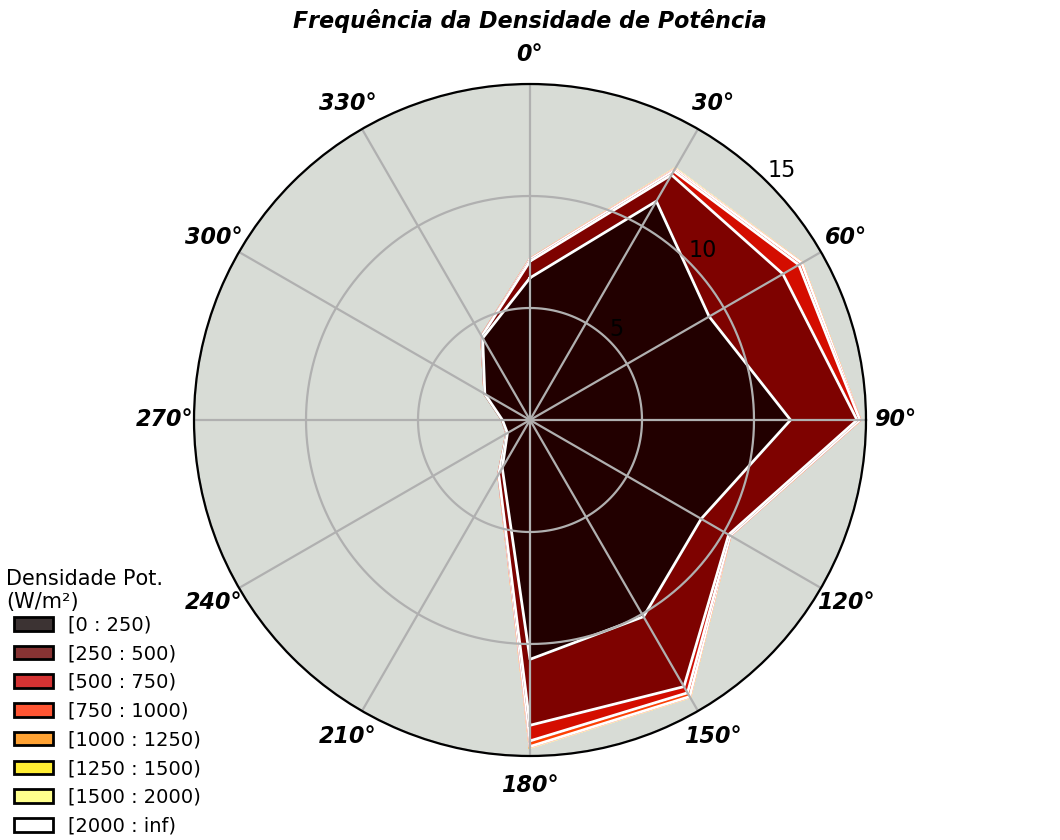 Frequência da Densidade de Potência
0°
330°
30°
15
300°
60°
10
5
270°
90°
240°
120°
210°
150°
180°
Densidade Pot.
(W/m²)
[0 : 250)
[250 : 500)
[500 : 750)
[750 : 1000)
[1000 : 1250)
[1250 : 1500)
[1500 : 2000)
[2000 : inf)